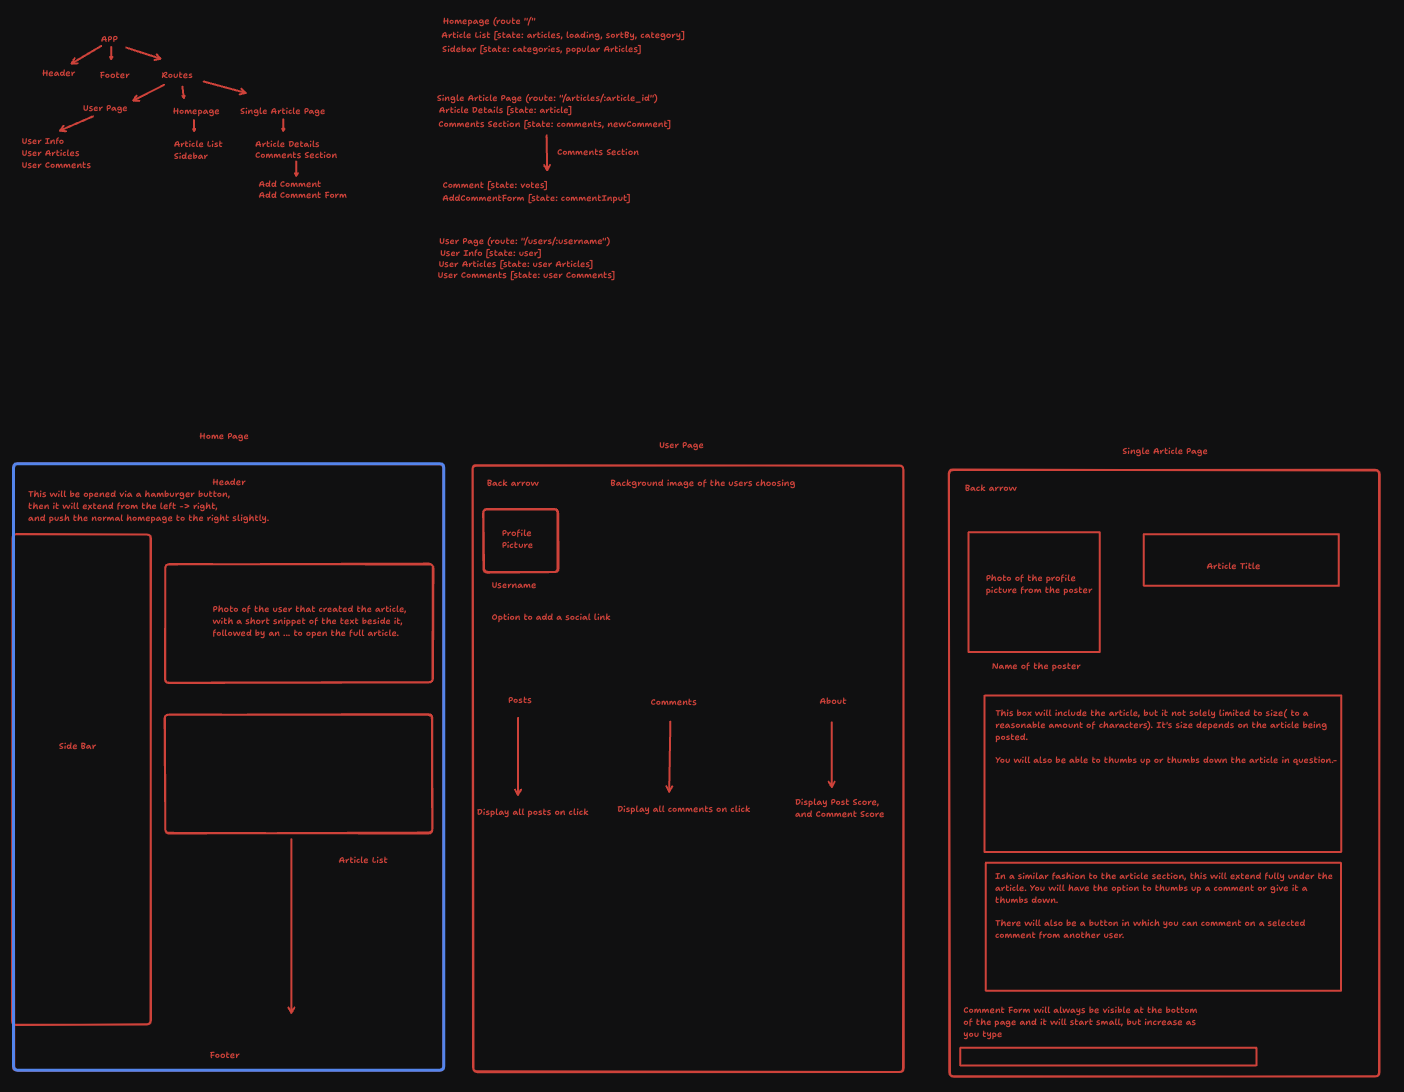 APP
Header
Footer
Routes
User Page
Homepage
Single Article Page
User Info
User Articles
User Comments
Article List
Sidebar
Article Details
Comments Section
Add Comment
Add Comment Form
Homepage (route "/"
Article List [state: articles, loading, sortBy, category]
Sidebar [state: categories, popular Articles]
Single Article Page (route: "/articles/:article_id")
Article Details [state: article]
Comments Section [state: comments, newComment]
Comments Section
Comment [state: votes]
AddCommentForm [state: commentInput]
User Page (route: "/users/:username")
User Info [state: user]
User Articles [state: user Articles]
User Comments [state: user Comments]
Home Page
Header
This will be opened via a hamburger button,
then it will extend from the left -> right,
and push the normal homepage to the right slightly.
Photo of the user that created the article,
with a short snippet of the text beside it,
followed by an ... to open the full article.
Side Bar
Article List
Footer
User Page
Back arrow
Background image of the users choosing
Profile
Picture
Username
Option to add a social link
Posts
Comments
About
Display all posts on click
Display all comments on click
Display Post Score,
and Comment Score
Single Article Page
Back arrow
Photo of the profile
picture from the poster
Article Title
Name of the poster
This box will include the article, but it not solely limited to size( to a
reasonable amount of characters). It's size depends on the article being
posted.
You will also be able to thumbs up or thumbs down the article in question.-
In a similar fashion to the article section, this will extend fully under the
article. You will have the option to thumbs up a comment or give it a
thumbs down.
There will also be a button in which you can comment on a selected
comment from another user.
Comment Form will always be visible at the bottom
of the page and it will start small, but increase as
you type